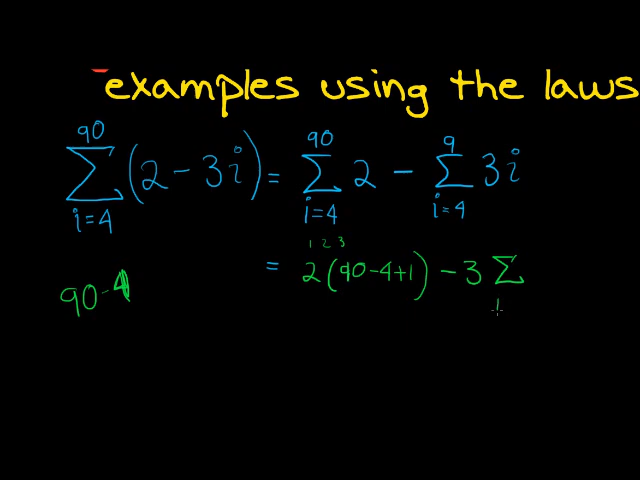 examples using the laws
90 90 9
∑ (2 - 3i) = ∑ 2 - ∑ 3i
i=4 i=4 i=4
1 2 3
= 2(90-4+1) - 3 ∑
90-4